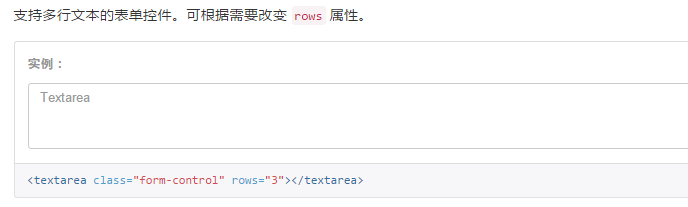 支持多行文本的表单控件。可根据需要改变 rows 属性。
实例：
Textarea
<textarea class="form-control" rows="3"></textarea>